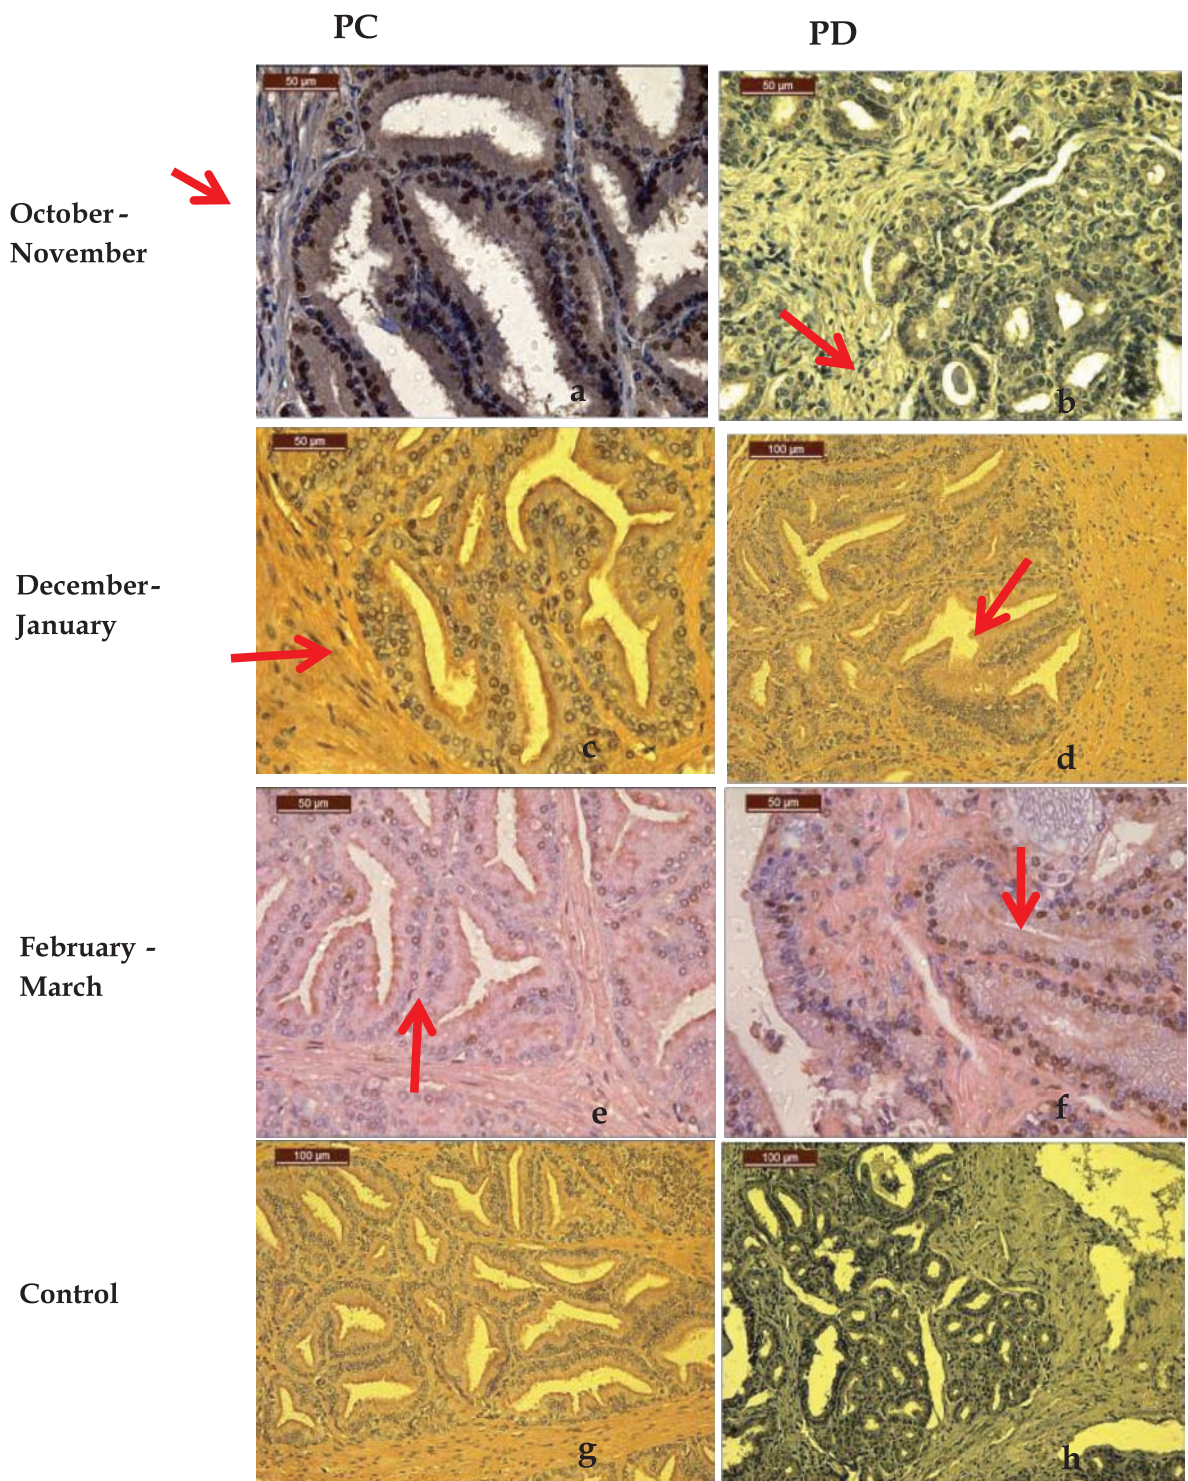 PC
PD
50 µm
50 µm
October -
November
a
b
50 µm
100 µm
December-
January
c
d
50 µm
50 µm
February -
March
e
f
100 µm
100 µm
Control
g
h